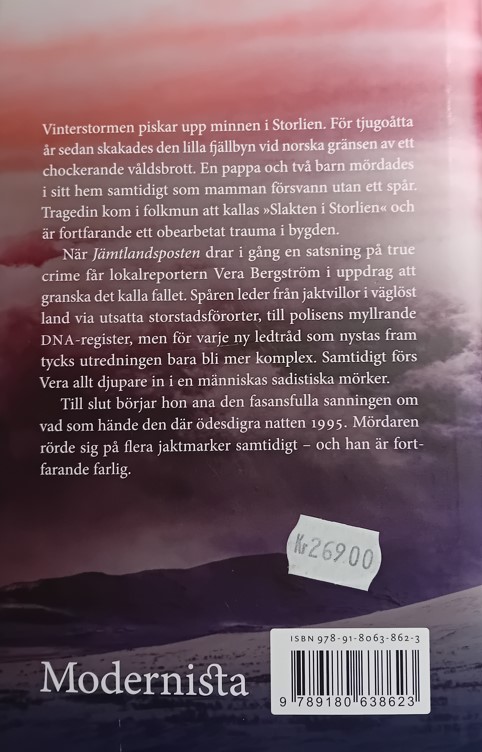 Vinterstormen piskar upp minnen i Storlien. För tjugoåtta
år sedan skakades den lilla fjällbyn vid norska gränsen av ett
chockerande våldsbrott. En pappa och två barn mördades
i sitt hem samtidigt som mamman försvann utan ett spår.
Tragedin kom i folkmun att kallas »Slakten i Storlien« och
är fortfarande ett obearbetat trauma i bygden.
När Jämtlandsposten drar i gång en satsning på true
crime får lokalreportern Vera Bergström i uppdrag att
granska det kalla fallet. Spåren leder från jaktvillor i väglöst
land via utsatta storstadsförorter, till polisens myllrande
DNA-register, men för varje ny ledtråd som nystas fram
tycks utredningen bara bli mer komplex. Samtidigt förs
Vera allt djupare in i en människas sadistiska mörker.
Till slut börjar hon ana den fasansfulla sanningen om
vad som hände den där ödesdigra natten 1995. Mördaren
rörde sig på flera jaktmarker samtidigt – och han är fort-
farande farlig.
Kr 269.00
ISBN 978-91-8063-862-3
Modernista
9 789180 638623